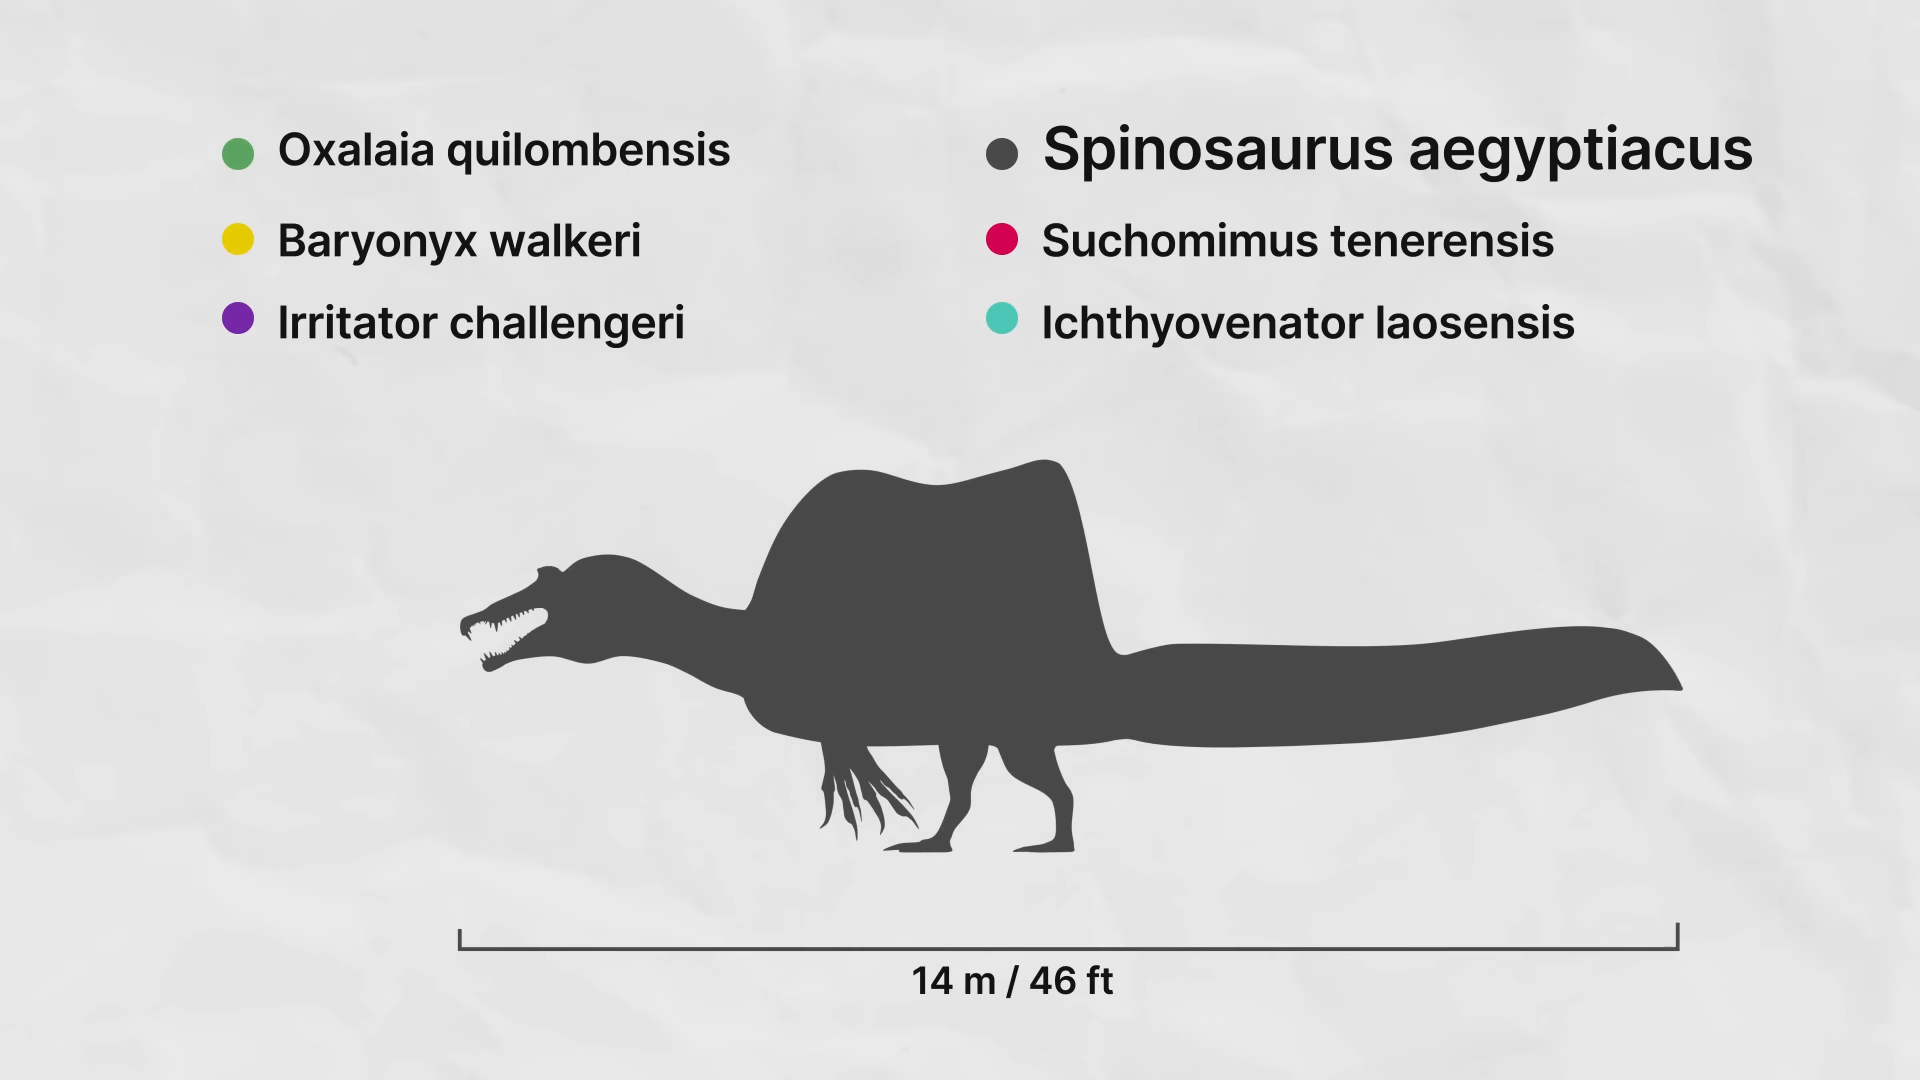 Oxalaia quilombensis
Baryonyx walkeri
Irritator challengeri
Spinosaurus aegyptiacus
Suchomimus tenerensis
Ichthyovenator laosensis
14 m / 46 ft